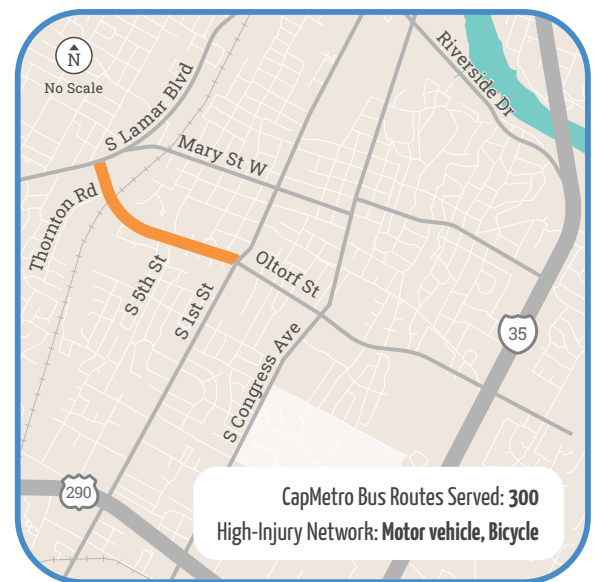 N
No Scale
Riverside Dr
S Lamar Blvd
Mary St W
Thornton Rd
S 5th St
S 1st St
Oltorf St
S Congress Ave
35
290
CapMetro Bus Routes Served: 300
High-Injury Network: Motor vehicle, Bicycle